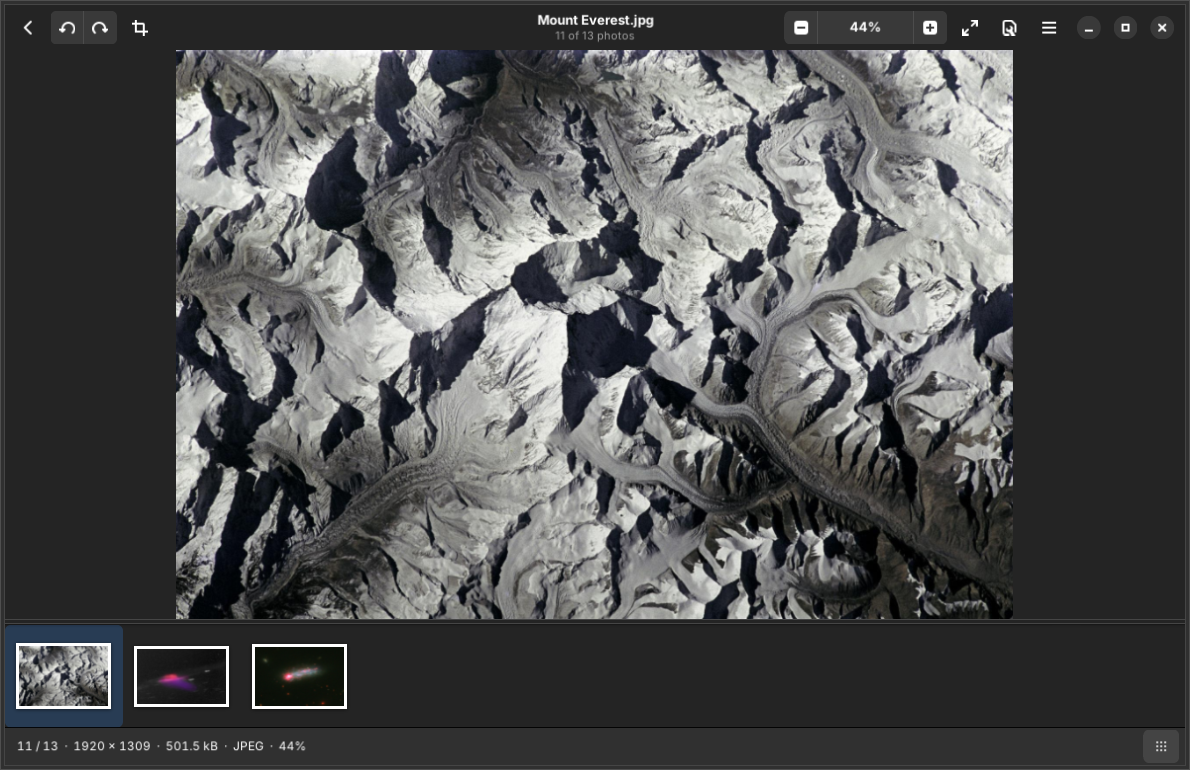 Mount Everest.jpg
11 of 13 photos
44%
11 / 13 · 1920 × 1309 · 501.5 kB · JPEG · 44%